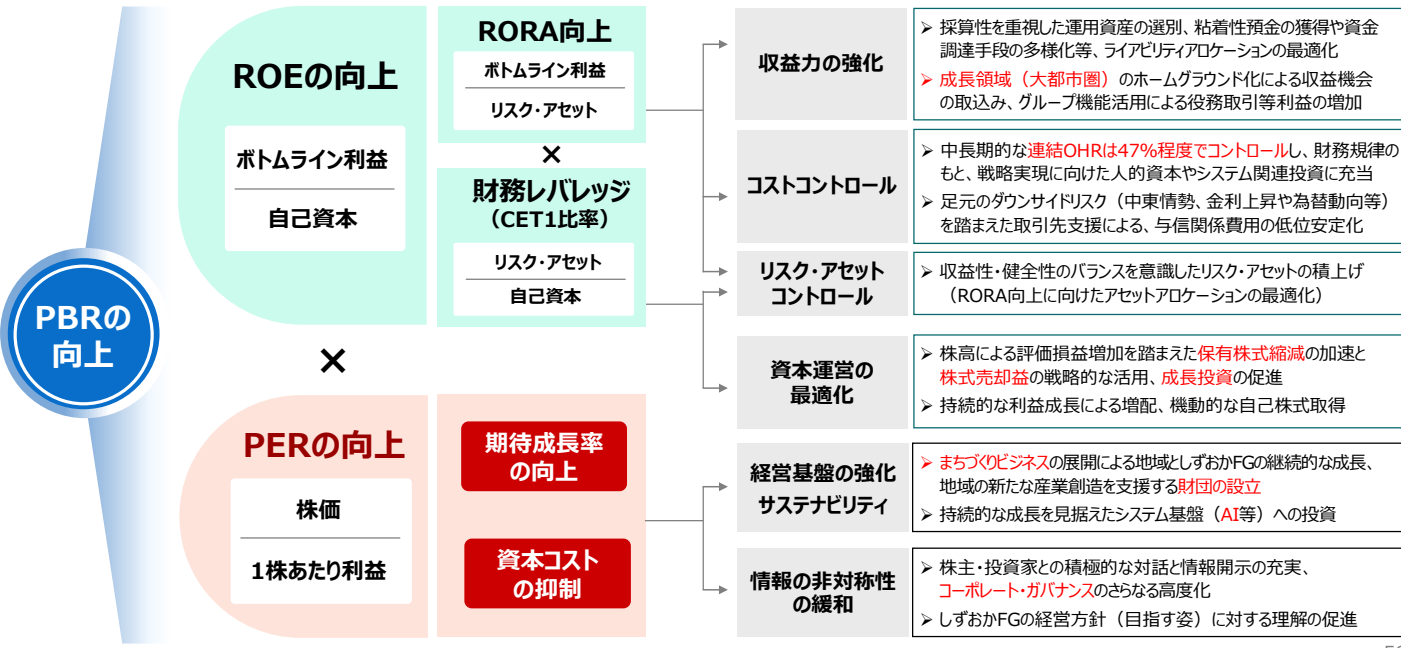 PBRの
向上
ROEの向上
ボトムライン利益
自己資本
×
PERの向上
株価
1株あたり利益
RORA向上
ボトムライン利益
リスク・アセット
×
財務レバレッジ
（CET1比率）
リスク・アセット
自己資本
期待成長率
の向上
資本コスト
の抑制
収益力の強化
➢ 採算性を重視した運用資産の選別、粘着性預金の獲得や資金
調達手段の多様化等、ライアビリティアロケーションの最適化
➢ 成長領域（大都市圏）のホームグラウンド化による収益機会
の取込み、グループ機能活用による役務取引等利益の増加
コストコントロール
➢ 中長期的な連結OHRは47%程度でコントロールし、財務規律の
もと、戦略実現に向けた人的資本やシステム関連投資に充当
➢ 足元のダウンサイドリスク（中東情勢、金利上昇や為替動向等）
を踏まえた取引先支援による、与信関係費用の低位安定化
リスク・アセット
コントロール
➢ 収益性・健全性のバランスを意識したリスク・アセットの積上げ
（RORA向上に向けたアセットアロケーションの最適化）
資本運営の
最適化
➢ 株高による評価損益増加を踏まえた保有株式縮減の加速と
株式売却益の戦略的な活用、成長投資の促進
➢ 持続的な利益成長による増配、機動的な自己株式取得
経営基盤の強化
サステナビリティ
➢ まちづくりビジネスの展開による地域としずおかFGの継続的な成長、
地域の新たな産業創造を支援する財団の設立
➢ 持続的な成長を見据えたシステム基盤（AI等）への投資
情報の非対称性
の緩和
➢ 株主・投資家との積極的な対話と情報開示の充実、
コーポレート・ガバナンスのさらなる高度化
➢ しずおかFGの経営方針（目指す姿）に対する理解の促進